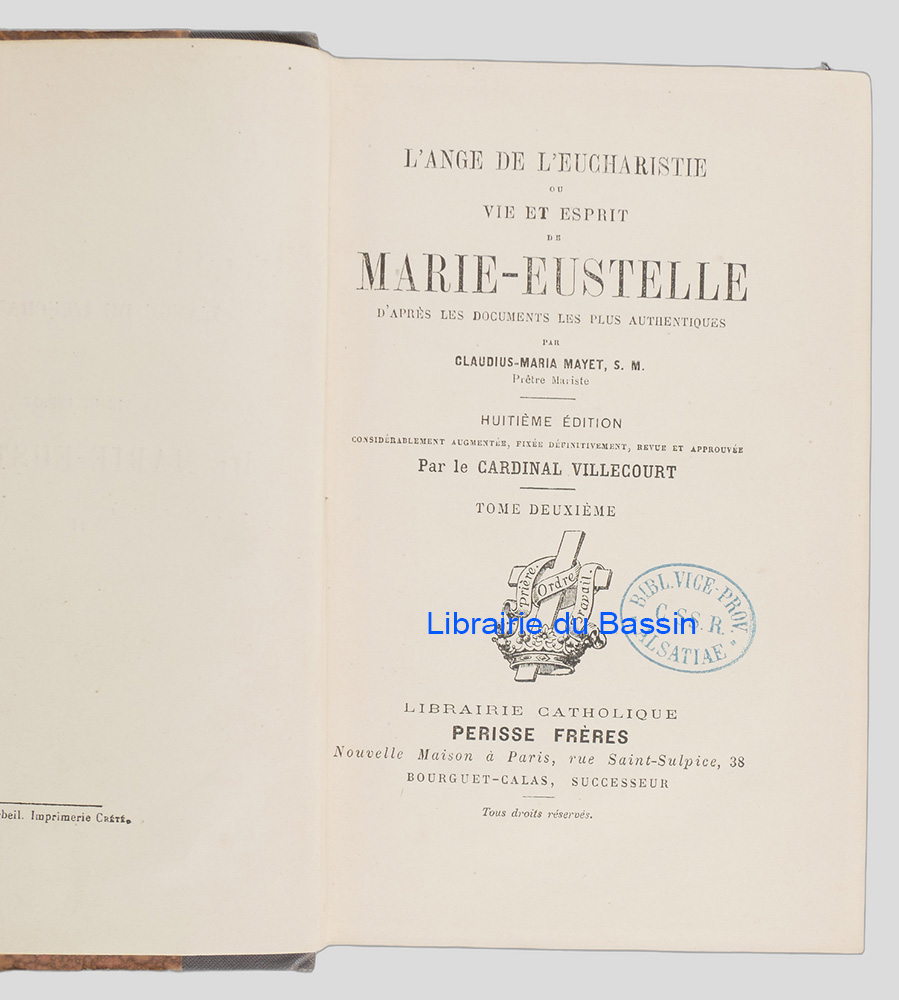 beil. Imprimerie CRÉTÉ.
L'ANGE DE L'EUCHARISTIE
OU
VIE ET ESPRIT
DE
MARIE-EUSTELLE
D'APRÈS LES DOCUMENTS LES PLUS AUTHENTIQUES
PAR
CLAUDIUS-MARIA MAYET, S. M.
Prêtre Mariste
HUITIÈME ÉDITION
CONSIDÉRABLEMENT AUGMENTÉE, FIXÉE DÉFINITIVEMENT, REVUE ET APPROUVÉE
Par le CARDINAL VILLECOURT
TOME DEUXIÈME
Prière. Ordre Travail.
BIBL. VICE-PROV.
C. SS. R.
ALSATIAE
Librairie du Bassin
LIBRAIRIE CATHOLIQUE
PERISSE FRÈRES
Nouvelle Maison à Paris, rue Saint-Sulpice, 38
BOURGUET-CALAS, SUCCESSEUR
Tous droits réservés.